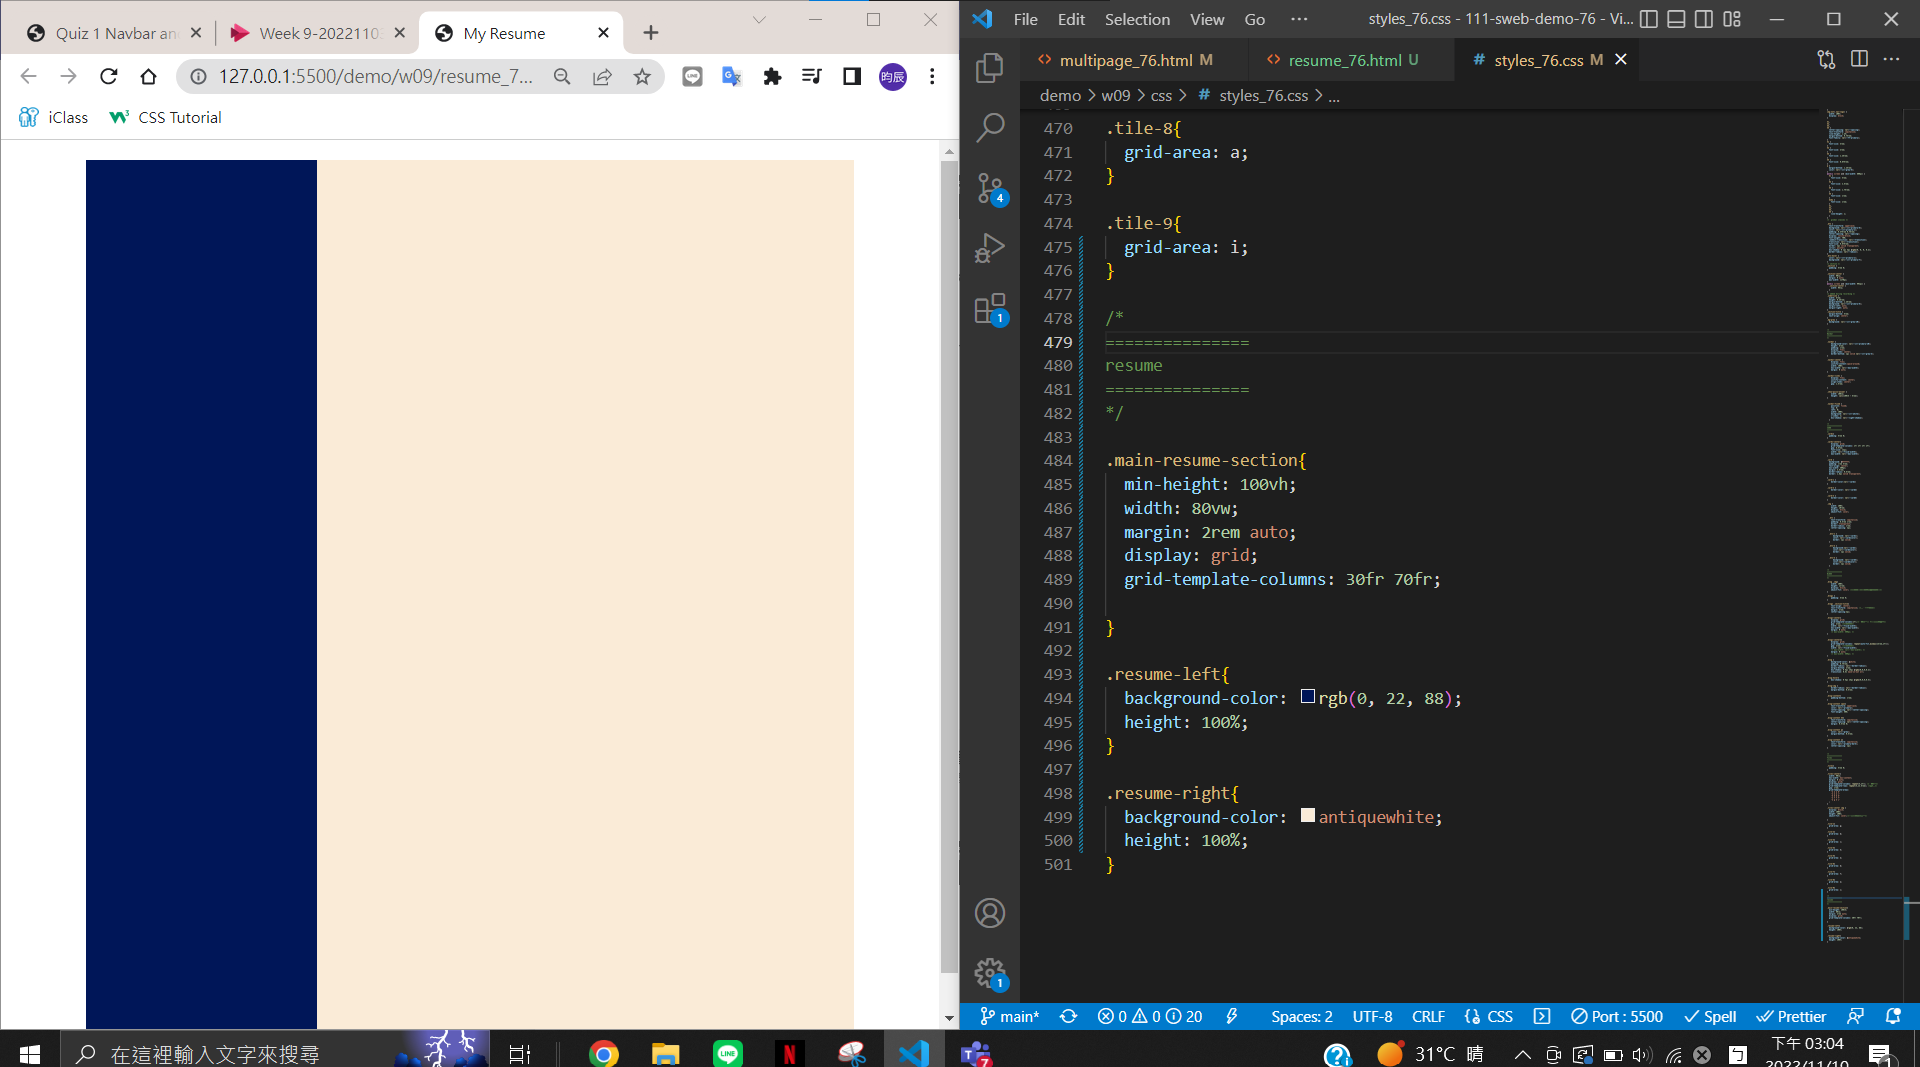 Quiz 1 Navbar an
Week 9-2022110
My Resume
127.0.0.1:5500/demo/w09/resume_7...
昀辰
iClass
CSS Tutorial
File Edit Selection View Go ···
styles_76.css - 111-sweb-demo-76 - Vi...
multipage_76.html M
resume_76.html U
# styles_76.css M
demo > w09 > css > # styles_76.css > ...
470 .tile-8{
471 grid-area: a;
472 }
473
474 .tile-9{
475 grid-area: i;
476 }
477
478 /*
479 ===============
480 resume
481 ===============
482 */
483
484 .main-resume-section{
485 min-height: 100vh;
486 width: 80vw;
487 margin: 2rem auto;
488 display: grid;
489 grid-template-columns: 30fr 70fr;
490
491 }
492
493 .resume-left{
494 background-color: rgb(0, 22, 88);
495 height: 100%;
496 }
497
498 .resume-right{
499 background-color: antiquewhite;
500 height: 100%;
501 }
4
1
1
main* 0 0 20 Spaces: 2 UTF-8 CRLF CSS Port : 5500 Spell Prettier
在這裡輸入文字來搜尋
LINE
N
7
31°C 晴
下午 03:04
2022/11/10